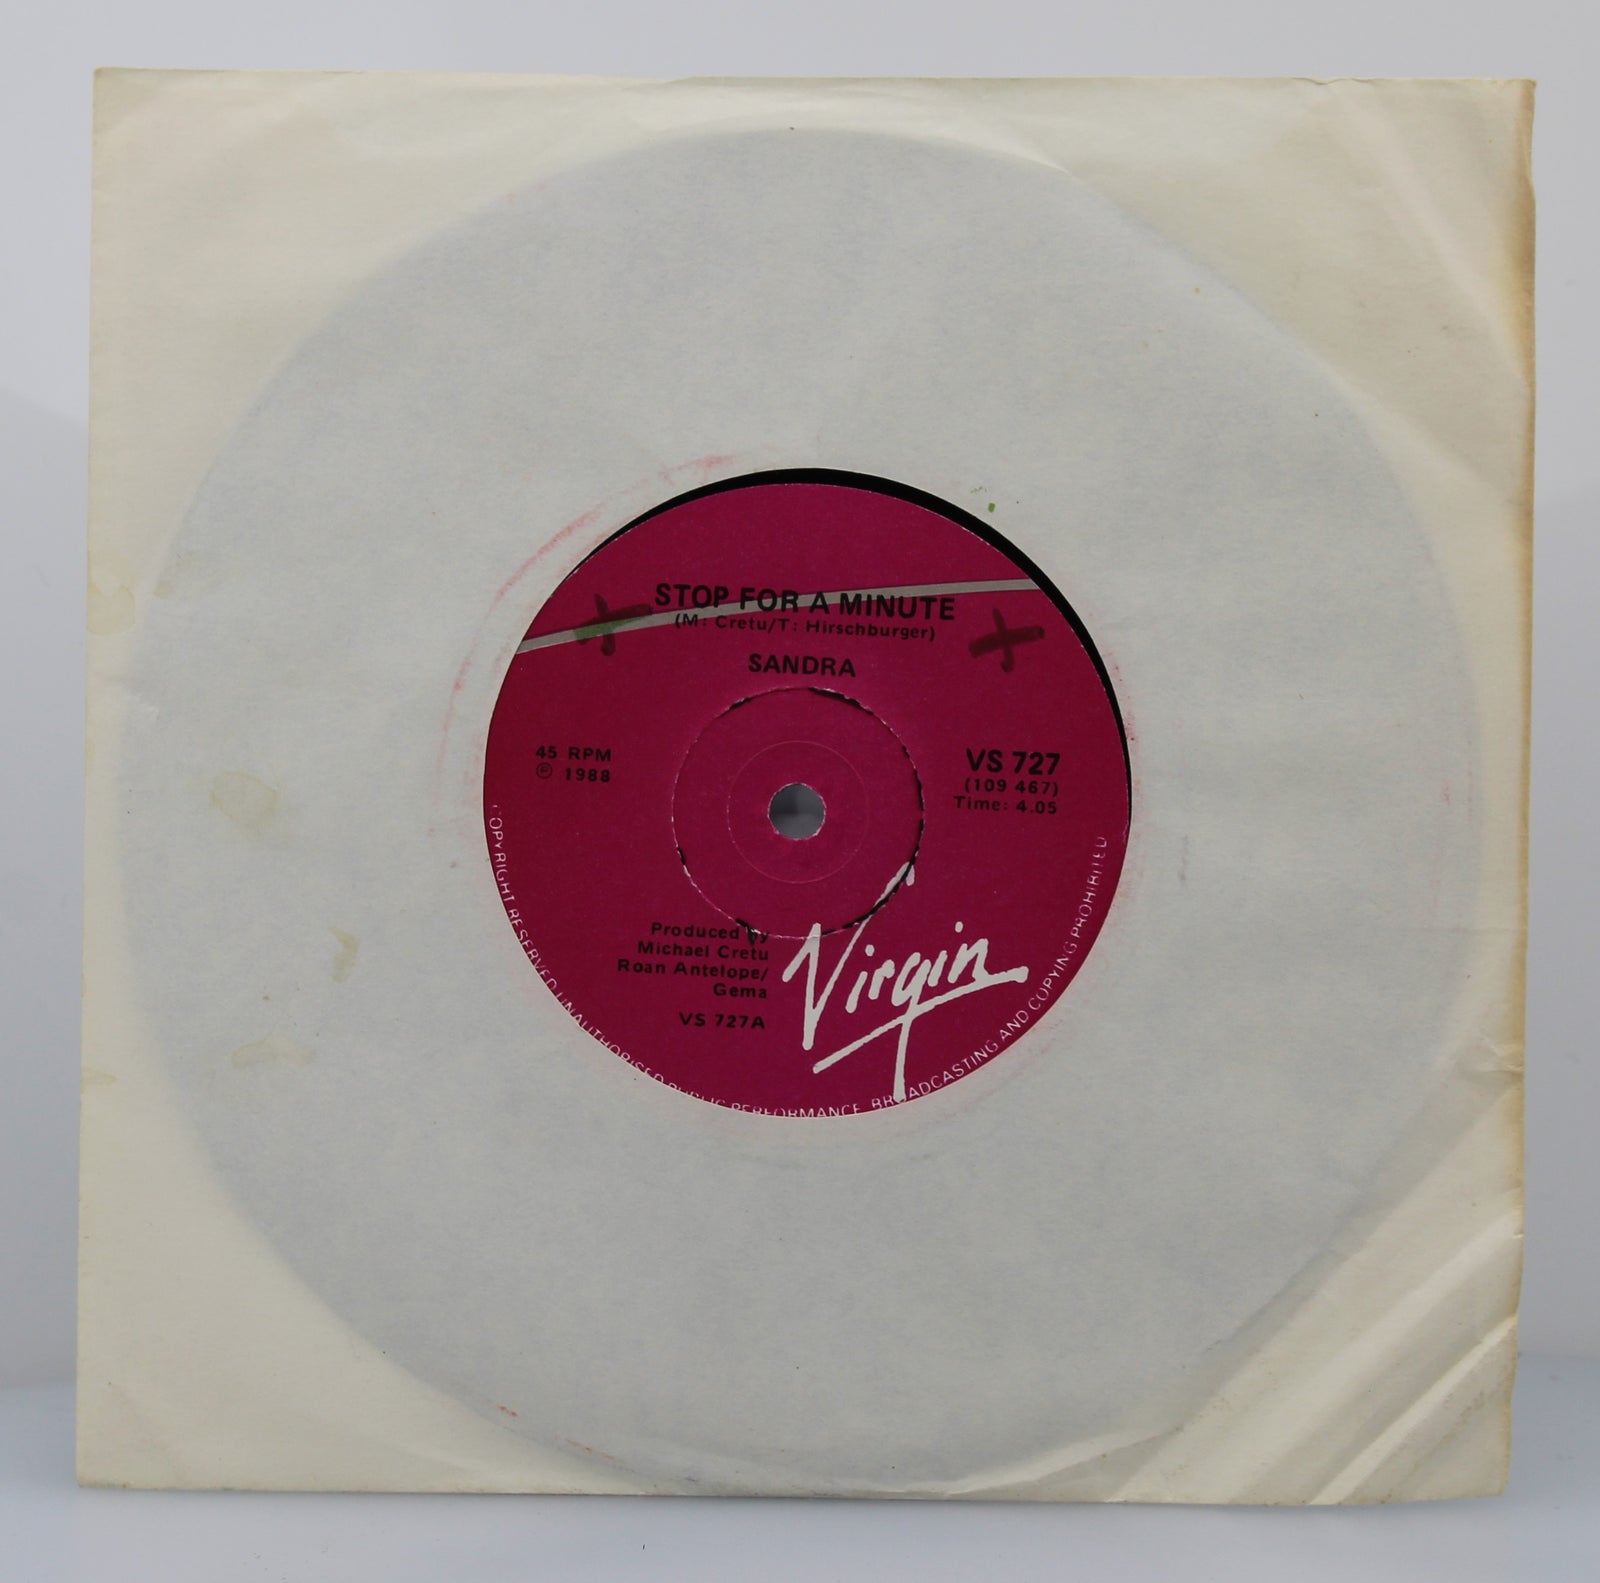 STOP FOR A MINUTE
(M: Cretu/T: Hirschburger)
SANDRA
45 RPM
℗ 1988
VS 727
(109 467)
Time: 4.05
Produced by
Michael Cretu
Roan Antelope/
Gema
VS 727A
Virgin
COPYRIGHT RESERVED UNAUTHORISED PUBLIC PERFORMANCE BROADCASTING AND COPYING PROHIBITED